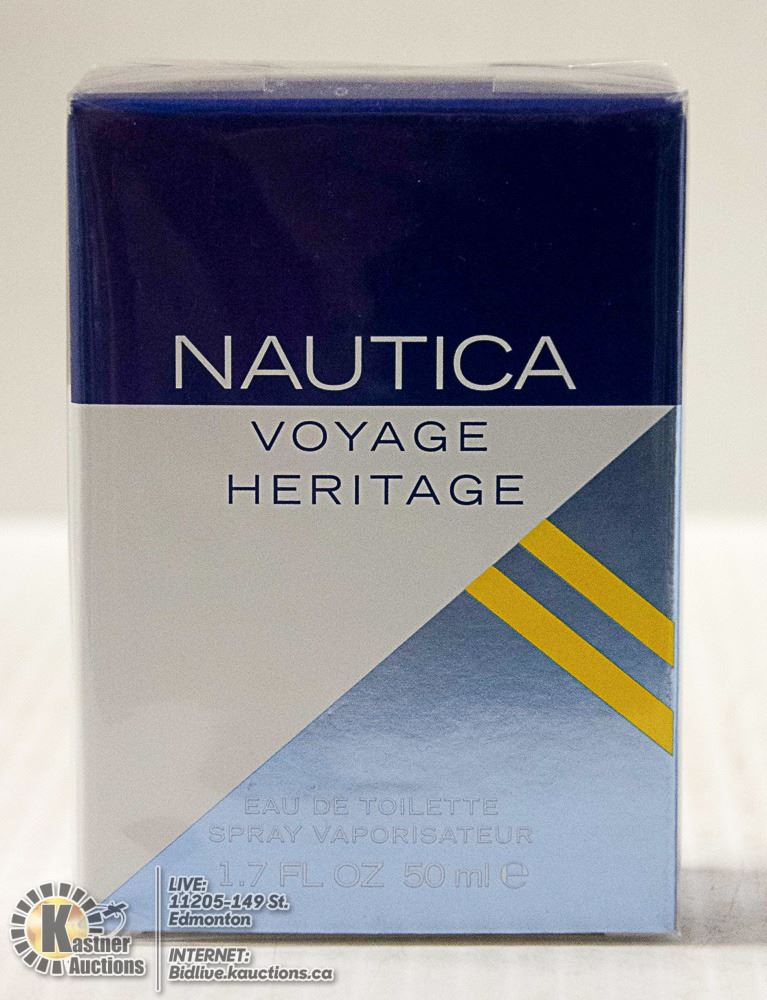 NAUTICA
VOYAGE
HERITAGE
EAU DE TOILETTE
SPRAY VAPORISATEUR
1.7 FL OZ 50 ml ℮
Kastner
Auctions
LIVE:
11205-149 St.
Edmonton
INTERNET:
Bidlive.kauctions.ca